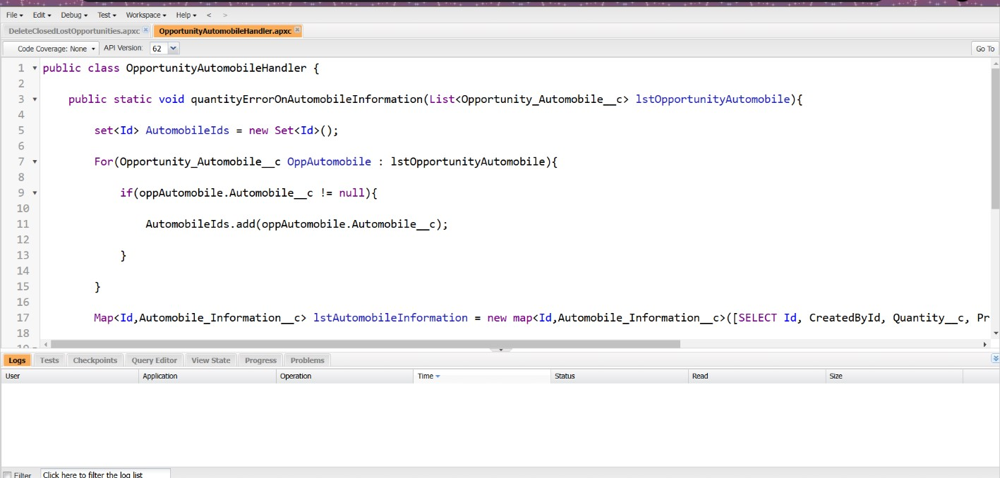 File Edit Debug Test Workspace Help < >
DeleteClosedLostOpportunities.apxc OpportunityAutomobileHandler.apxc
Code Coverage: None API Version: 62 Go To
1 public class OpportunityAutomobileHandler {
2
3 public static void quantityErrorOnAutomobileInformation(List<Opportunity_Automobile__c> lstOpportunityAutomobile){
4
5 set<Id> AutomobileIds = new Set<Id>();
6
7 For(Opportunity_Automobile__c OppAutomobile : lstOpportunityAutomobile){
8
9 if(oppAutomobile.Automobile__c != null){
10
11 AutomobileIds.add(oppAutomobile.Automobile__c);
12
13 }
14
15 }
16
17 Map<Id,Automobile_Information__c> lstAutomobileInformation = new map<Id,Automobile_Information__c>([SELECT Id, CreatedById, Quantity__c, Pr
18
19
Logs Tests Checkpoints Query Editor View State Progress Problems
User Application Operation Time Status Read Size
Filter Click here to filter the log list